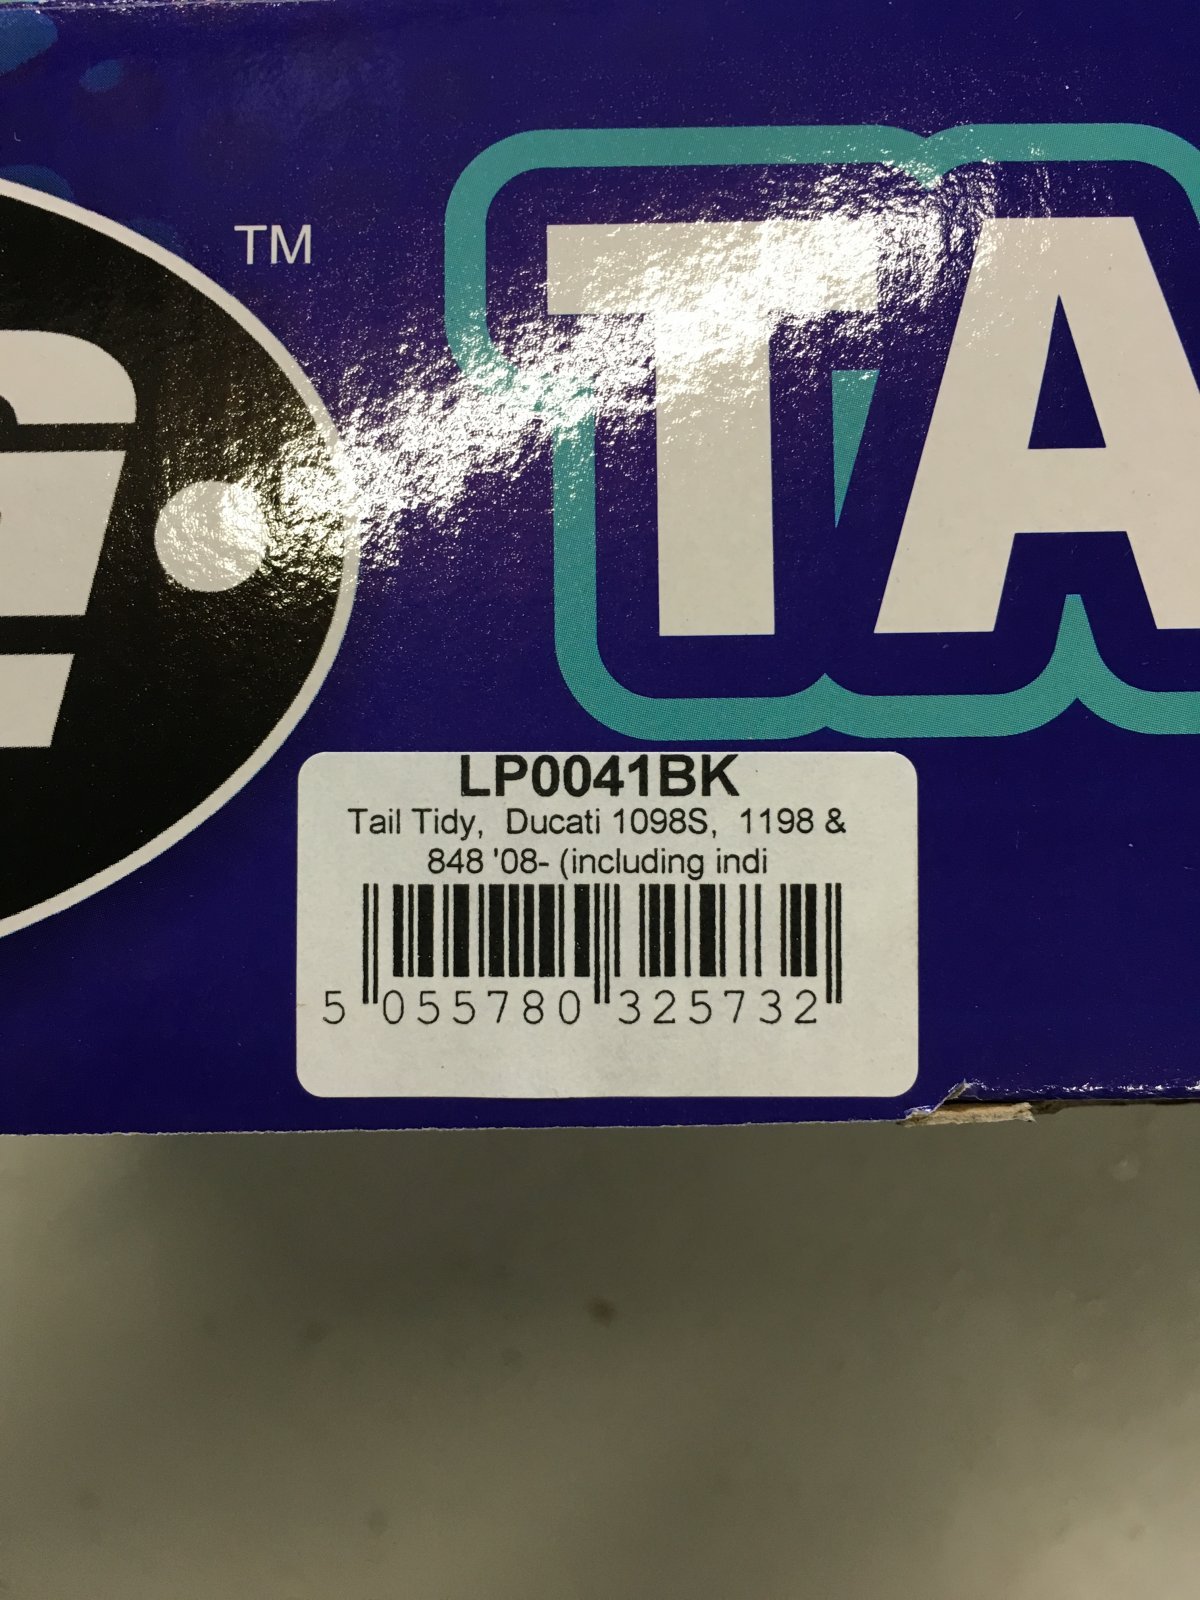 TM
G.
TA
LP0041BK
Tail Tidy, Ducati 1098S, 1198 &
848 '08- (including indi
5 055780 325732